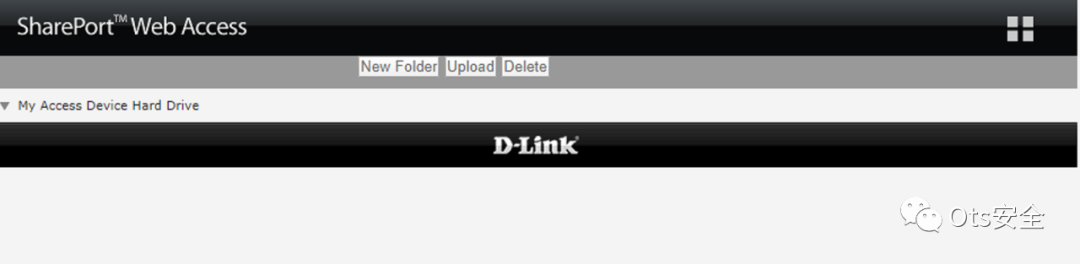 SharePort™ Web Access
New Folder Upload Delete
My Access Device Hard Drive
D-Link
Ots安全